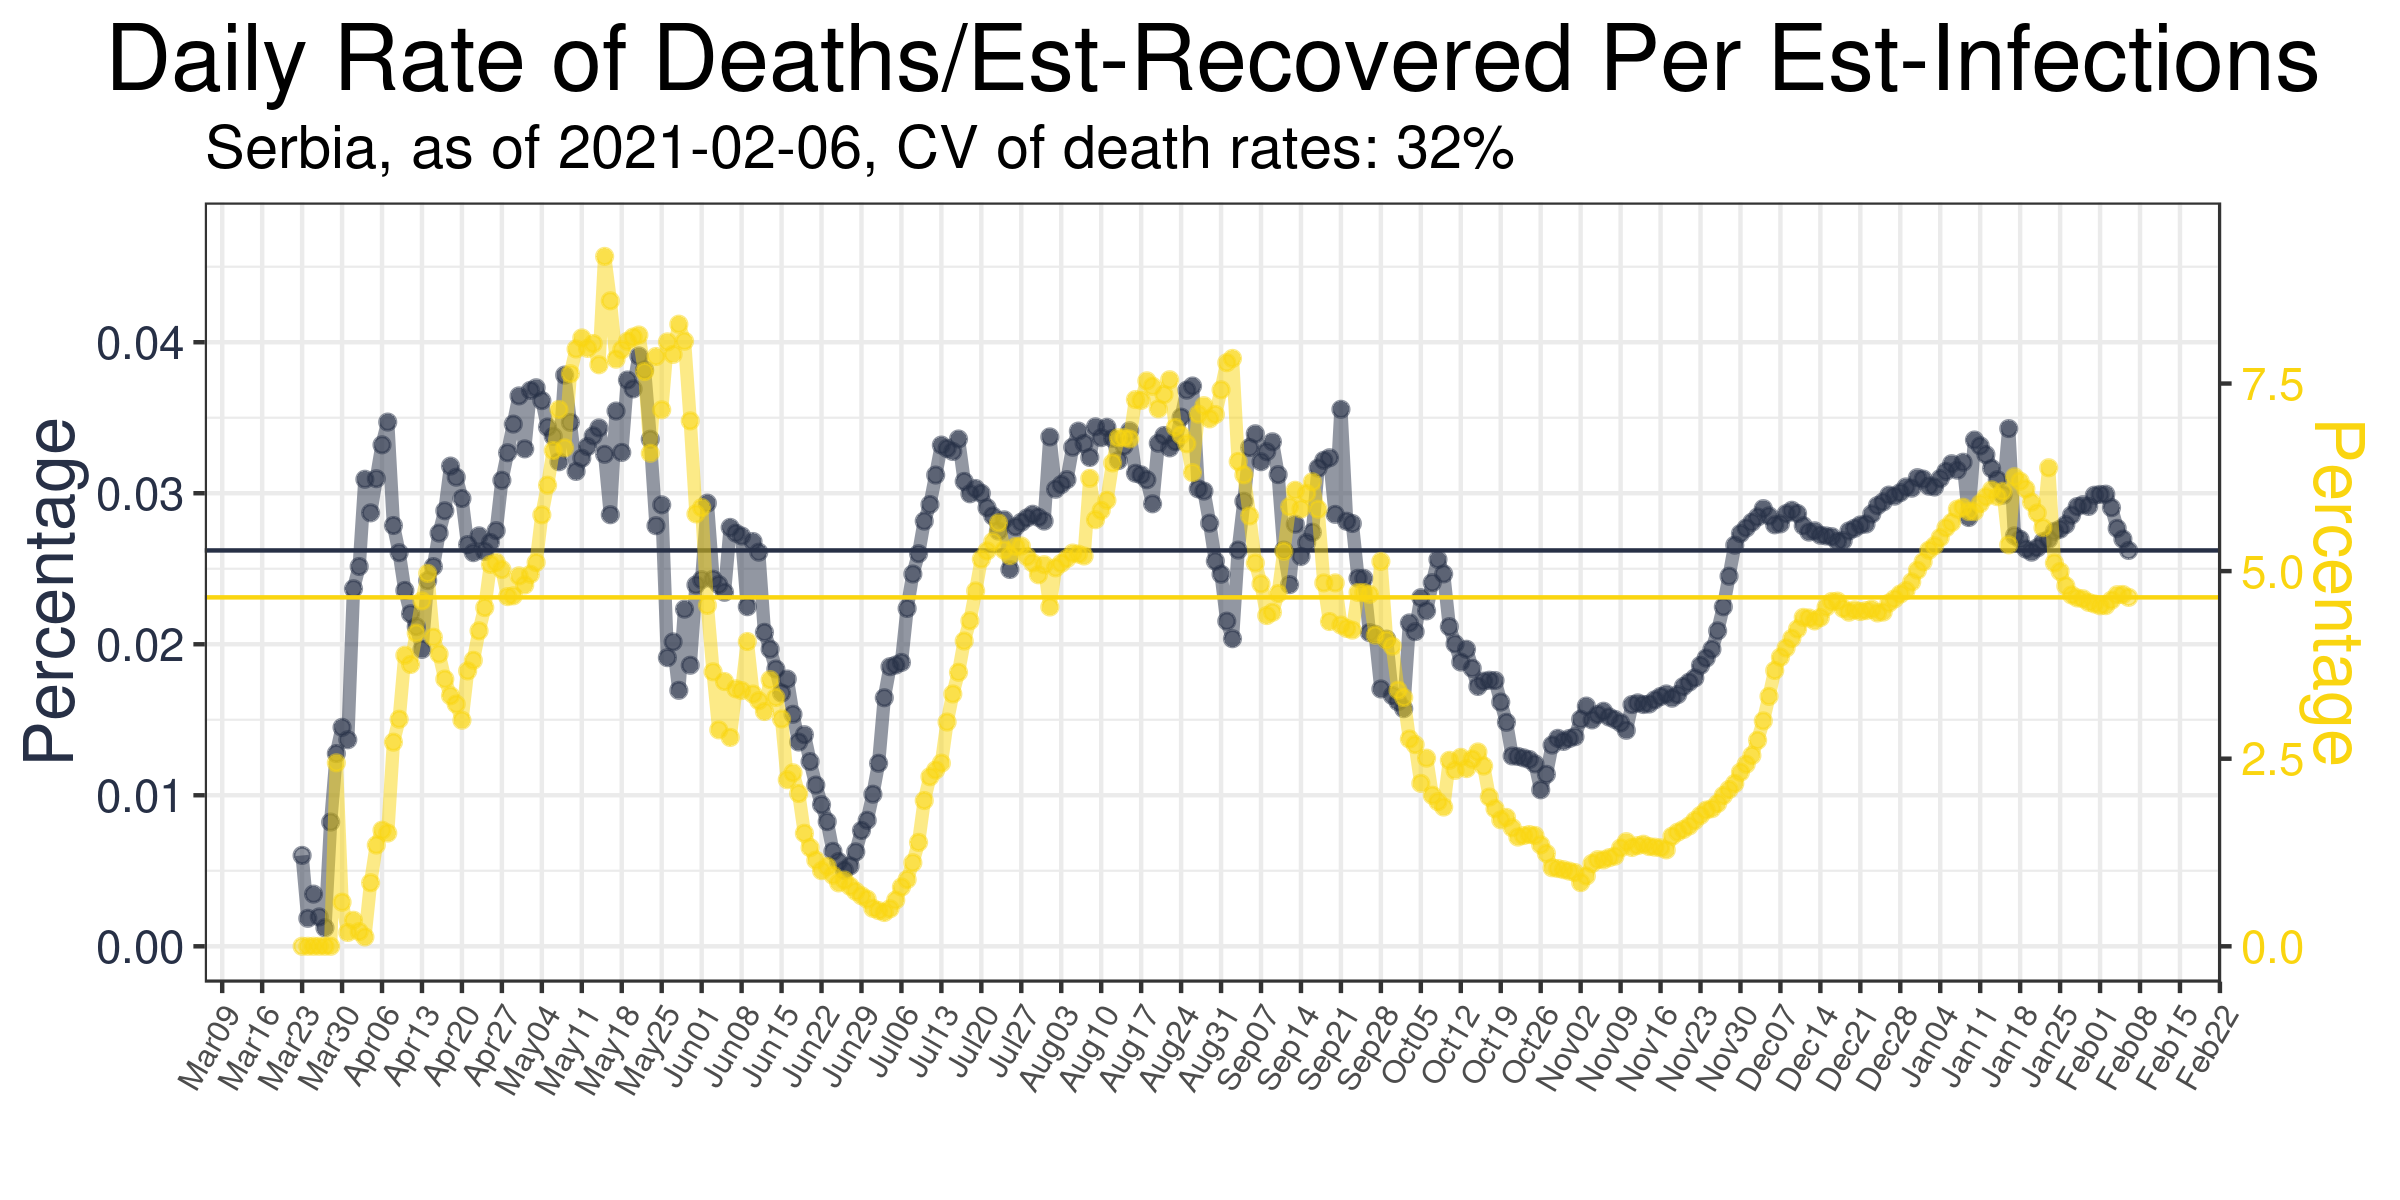 Daily Rate of Deaths/Est-Recovered Per Est-Infections
Serbia, as of 2021-02-06, CV of death rates: 32%
Percentage
0.04
0.03
0.02
0.01
0.00
7.5
5.0
2.5
0.0
Percentage
Mar09
Mar16
Mar23
Mar30
Apr06
Apr13
Apr20
Apr27
May04
May11
May18
May25
Jun01
Jun08
Jun15
Jun22
Jun29
Jul06
Jul13
Jul20
Jul27
Aug03
Aug10
Aug17
Aug24
Aug31
Sep07
Sep14
Sep21
Sep28
Oct05
Oct12
Oct19
Oct26
Nov02
Nov09
Nov16
Nov23
Nov30
Dec07
Dec14
Dec21
Dec28
Jan04
Jan11
Jan18
Jan25
Feb01
Feb08
Feb15
Feb22